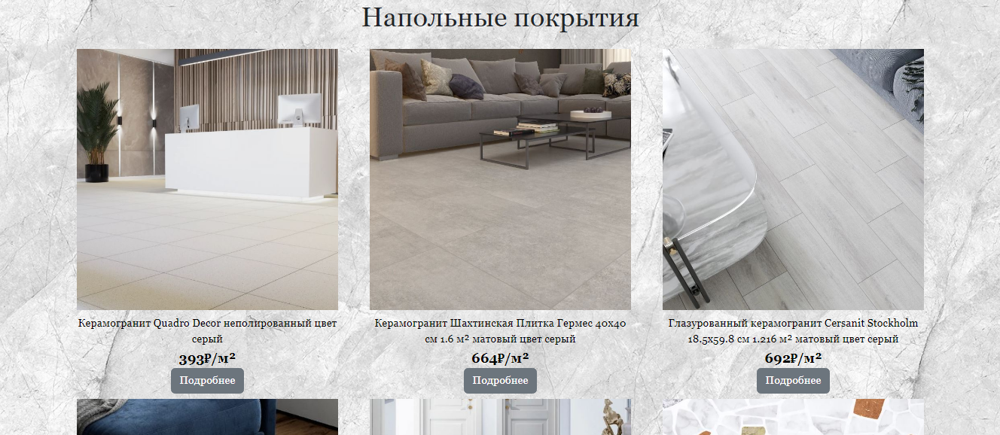 Напольные покрытия
Керамогранит Quadro Decor неполированный цвет
серый
393₽/м²
Подробнее
Керамогранит Шахтинская Плитка Гермес 40х40
см 1.6 м² матовый цвет серый
664₽/м²
Подробнее
Глазурованный керамогранит Cersanit Stockholm
18.5х59.8 см 1.216 м² матовый цвет серый
692₽/м²
Подробнее